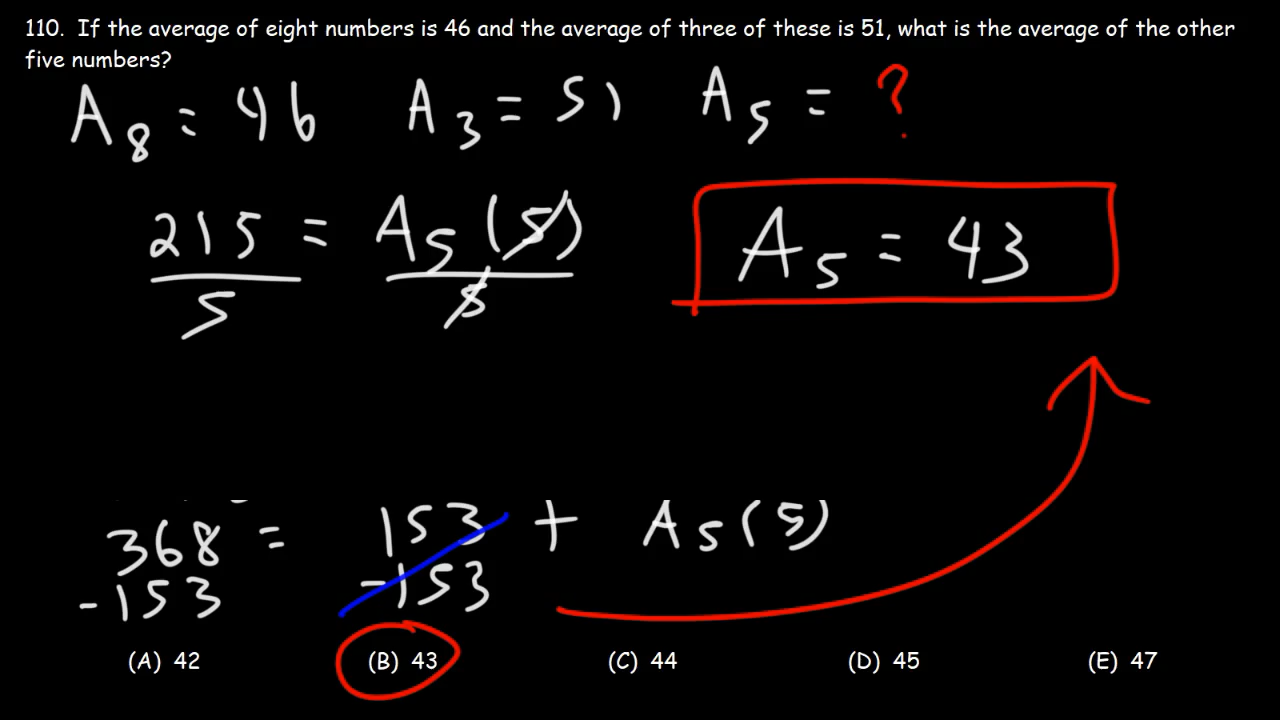 110. If the average of eight numbers is 46 and the average of three of these is 51, what is the average of the other
five numbers?
A8 = 46 A3 = 51 A5 = ?
215 = A5 (5)
5 5
A5 = 43
368 = 153 + A5 (5)
-153 -153
(A) 42 (B) 43 (C) 44 (D) 45 (E) 47